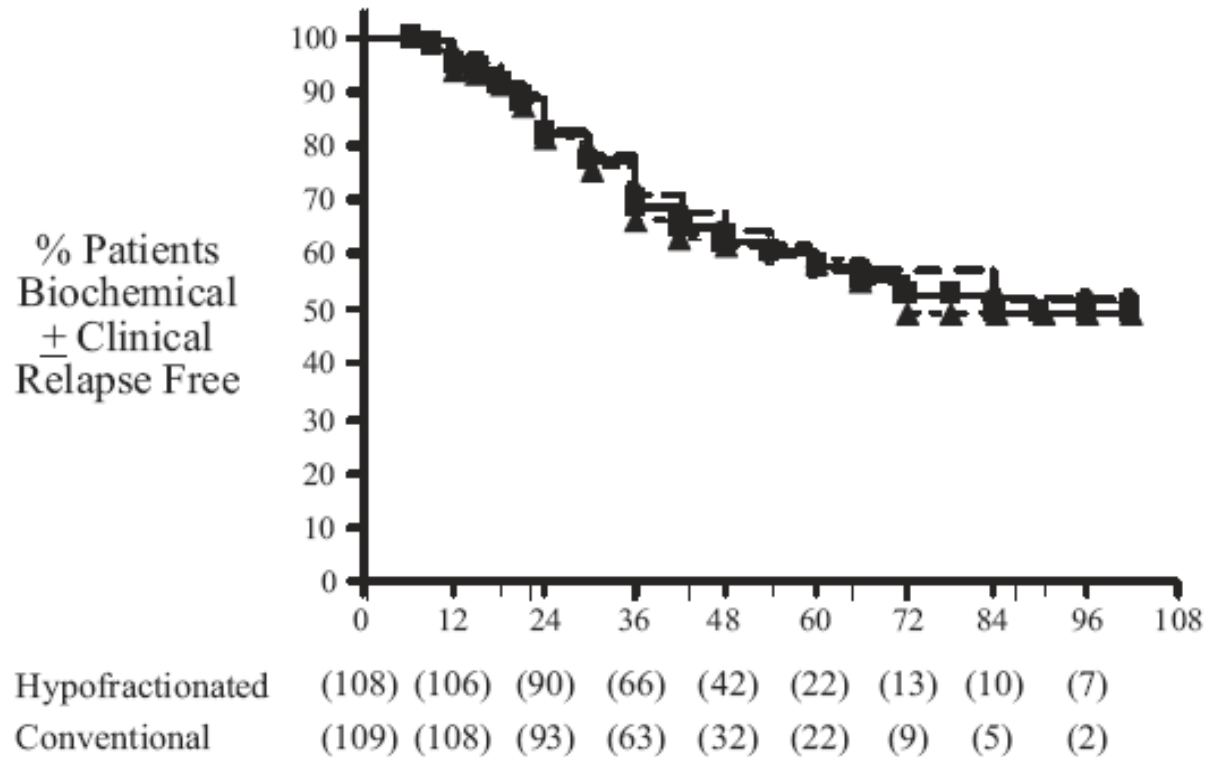 100
90
80
70
60
50
40
30
20
10
0
% Patients
Biochemical
± Clinical
Relapse Free
0 12 24 36 48 60 72 84 96 108
Hypofractionated (108) (106) (90) (66) (42) (22) (13) (10) (7)
Conventional (109) (108) (93) (63) (32) (22) (9) (5) (2)